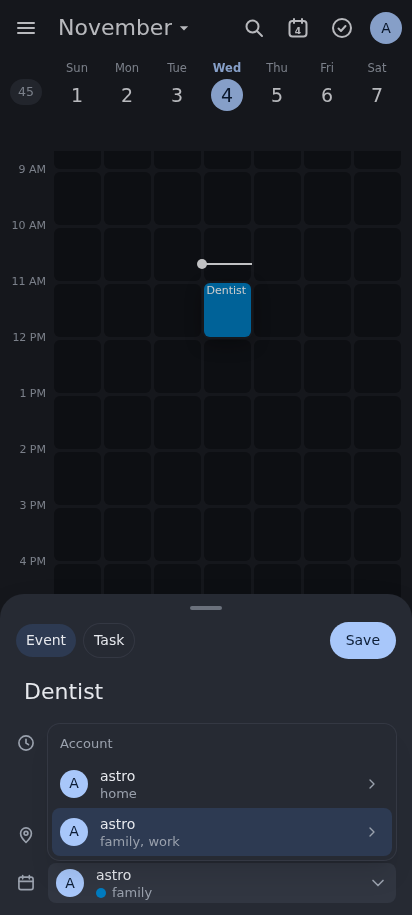 November
4
A
Sun Mon Tue Wed Thu Fri Sat
45 1 2 3 4 5 6 7
9 AM
10 AM
11 AM
Dentist
12 PM
1 PM
2 PM
3 PM
4 PM
Event Task Save
Dentist
Account
A astro
home
A astro
family, work
A astro
family